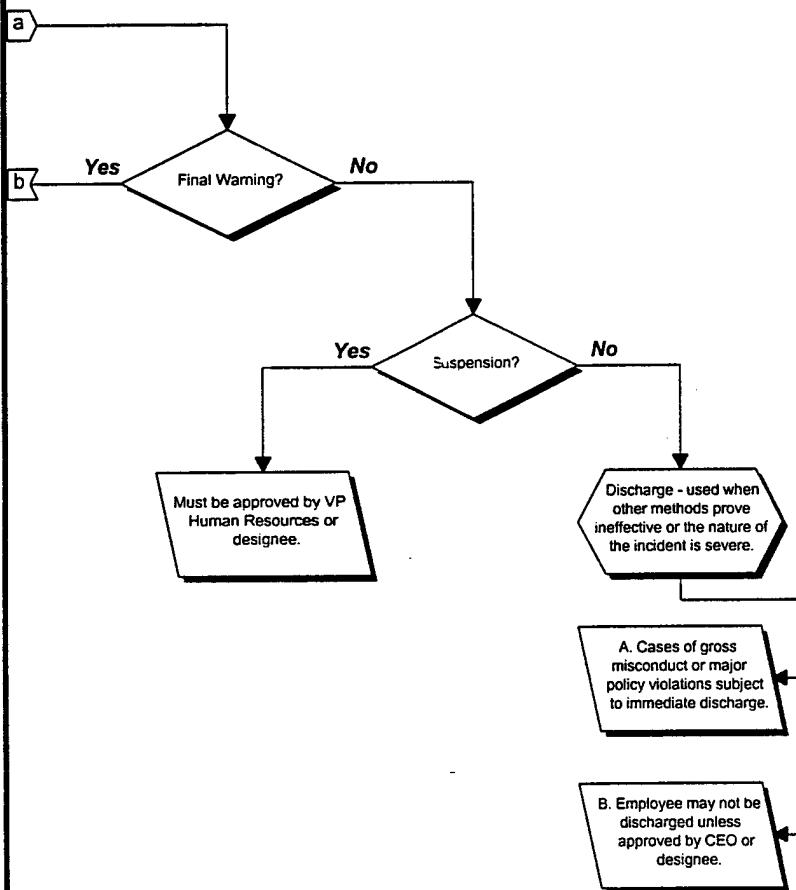 a
Final Warning?
Yes
No
b
Suspension?
Yes
No
Must be approved by VP
Human Resources or
designee.
Discharge - used when
other methods prove
ineffective or the nature of
the incident is severe.
A. Cases of gross
misconduct or major
policy violations subject
to immediate discharge.
B. Employee may not be
discharged unless
approved by CEO or
designee.